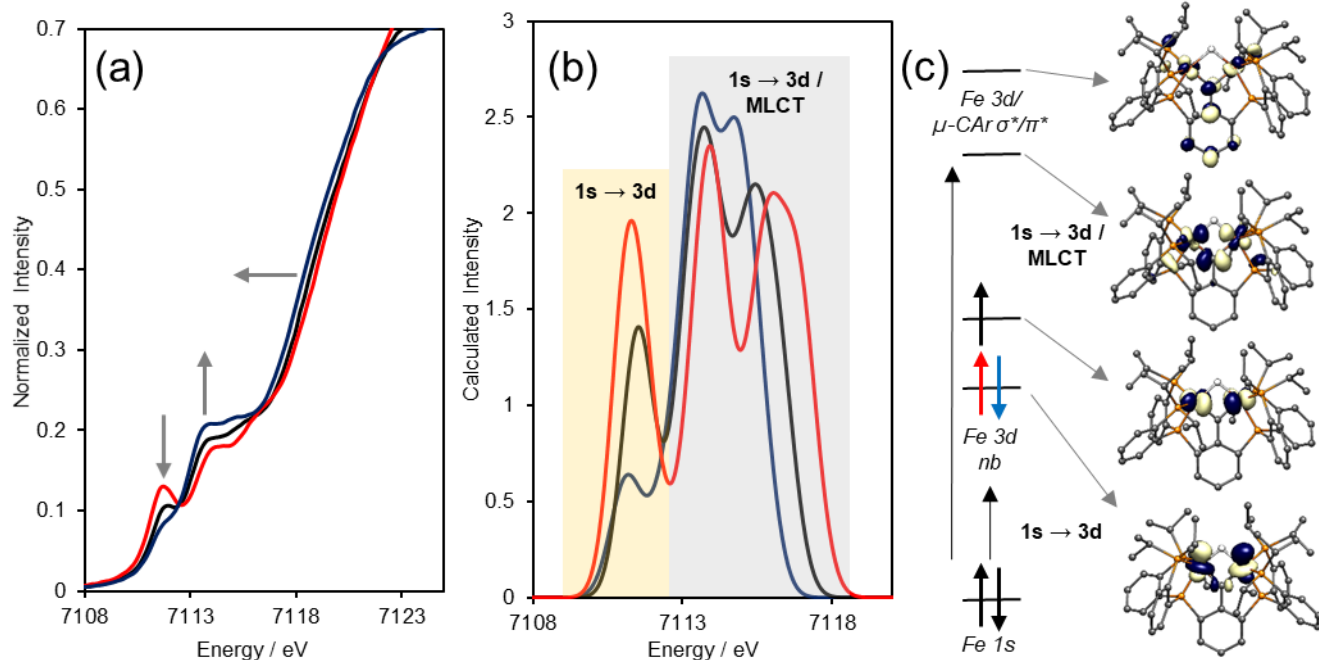 (a)
0.7
0.6
0.5
0.4
0.3
0.2
0.1
0
7108
7113
7118
7123
Normalized Intensity
Energy / eV
(b)
3
2.5
2
1.5
1
0.5
0
7108
7113
7118
Calculated Intensity
Energy / eV
1s → 3d
1s → 3d /
MLCT
(c)
Fe 3d/
μ-CAr σ*/π*
1s → 3d /
MLCT
Fe 3d
nb
1s → 3d
Fe 1s